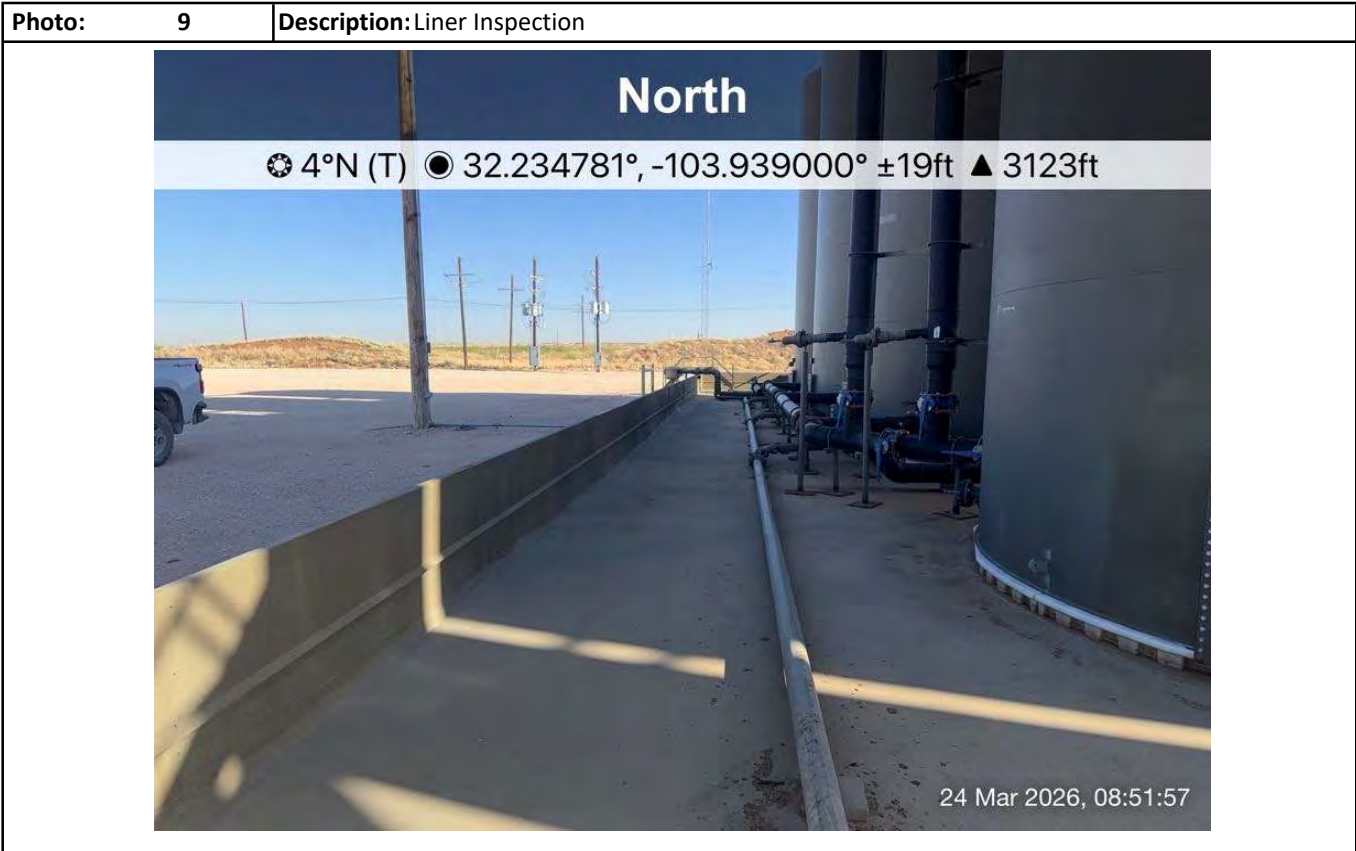 Photo: 9 Description: Liner Inspection
North
4°N (T) 32.234781°, -103.939000° ±19ft ▲ 3123ft
24 Mar 2026, 08:51:57